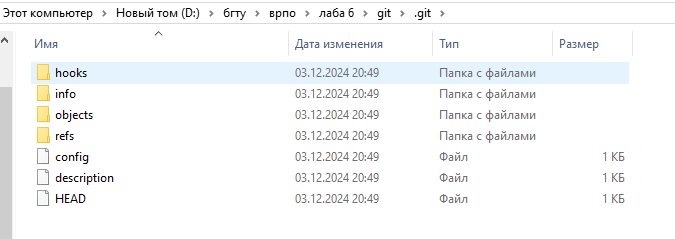 Этот компьютер > Новый том (D:) > бгту > врпо > лаба 6 > git > .git >
Имя Дата изменения Тип Размер
hooks 03.12.2024 20:49 Папка с файлами
info 03.12.2024 20:49 Папка с файлами
objects 03.12.2024 20:49 Папка с файлами
refs 03.12.2024 20:49 Папка с файлами
config 03.12.2024 20:49 Файл 1 КБ
description 03.12.2024 20:49 Файл 1 КБ
HEAD 03.12.2024 20:49 Файл 1 КБ